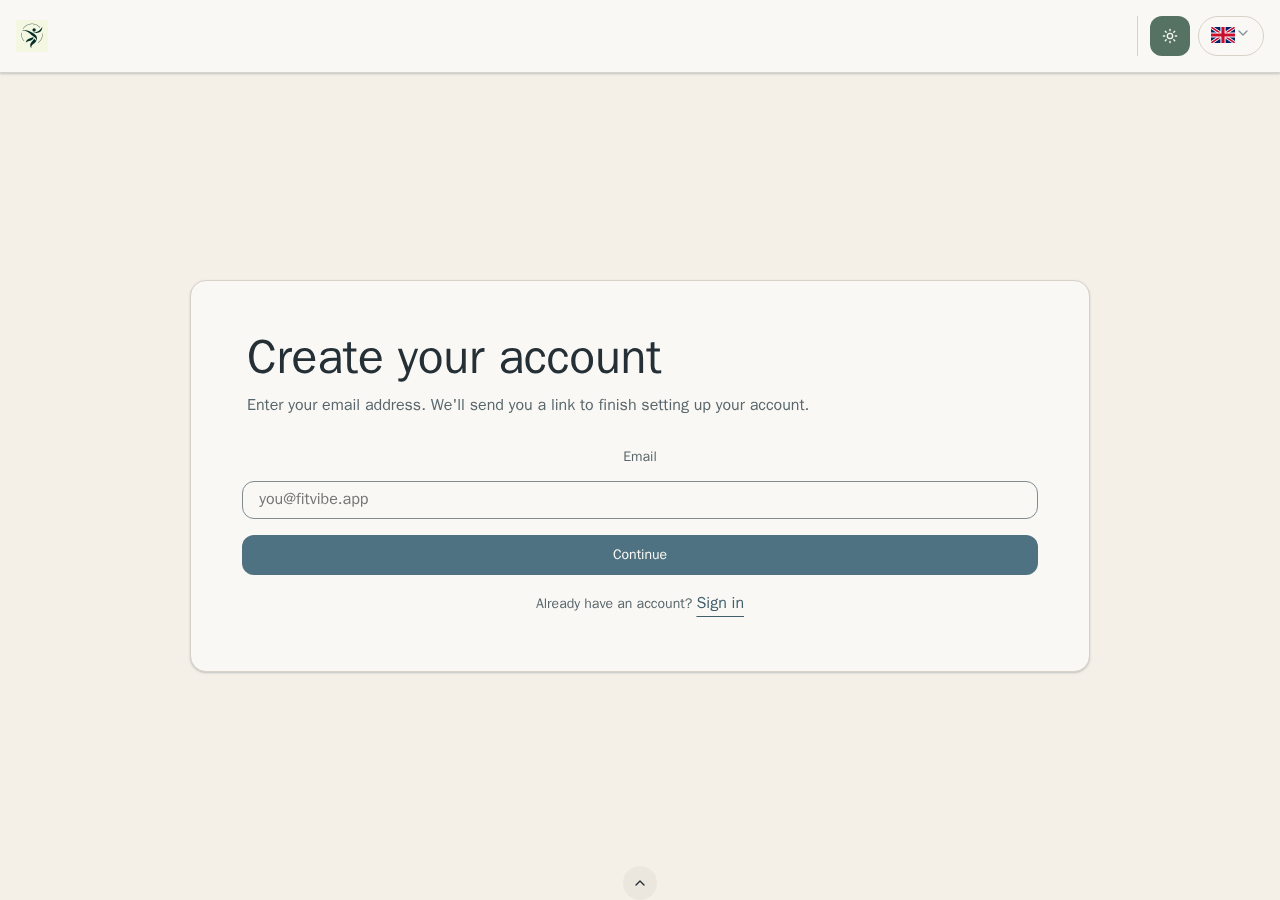 Create your account
Enter your email address. We'll send you a link to finish setting up your account.
Email
you@fitvibe.app
Continue
Already have an account? Sign in